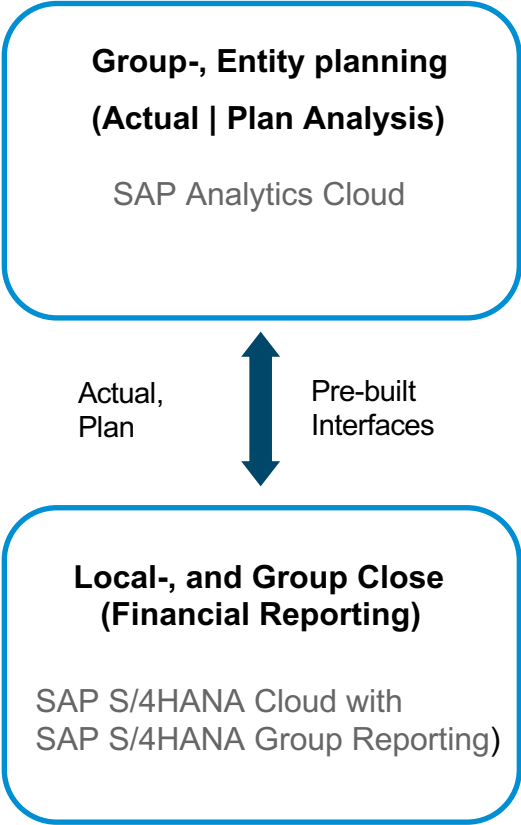 Group-, Entity planning
(Actual | Plan Analysis)
SAP Analytics Cloud
Actual,
Plan
Pre-built
Interfaces
Local-, and Group Close
(Financial Reporting)
SAP S/4HANA Cloud with
SAP S/4HANA Group Reporting)